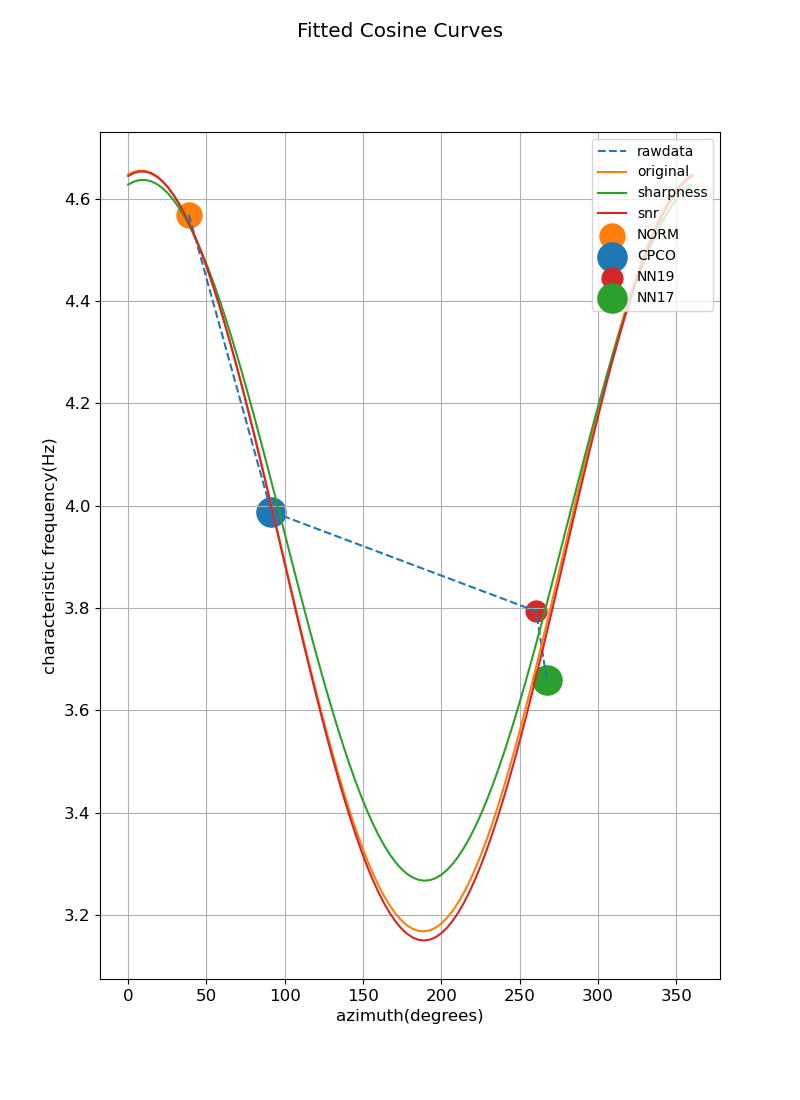 Fitted Cosine Curves
rawdata
original
sharpness
snr
NORM
CPCO
NN19
NN17
4.6
4.4
4.2
4.0
3.8
3.6
3.4
3.2
characteristic frequency(Hz)
0 50 100 150 200 250 300 350
azimuth(degrees)